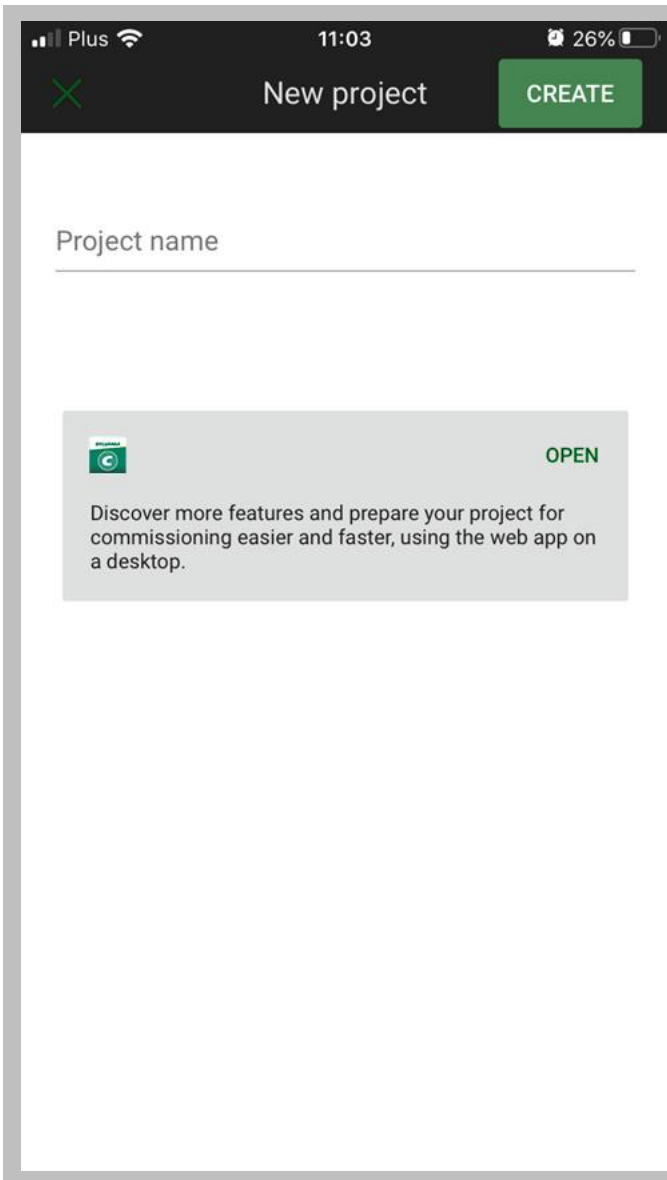 Plus 11:03 26%
New project CREATE
Project name
SYLVANIA
C
OPEN
Discover more features and prepare your project for
commissioning easier and faster, using the web app on
a desktop.